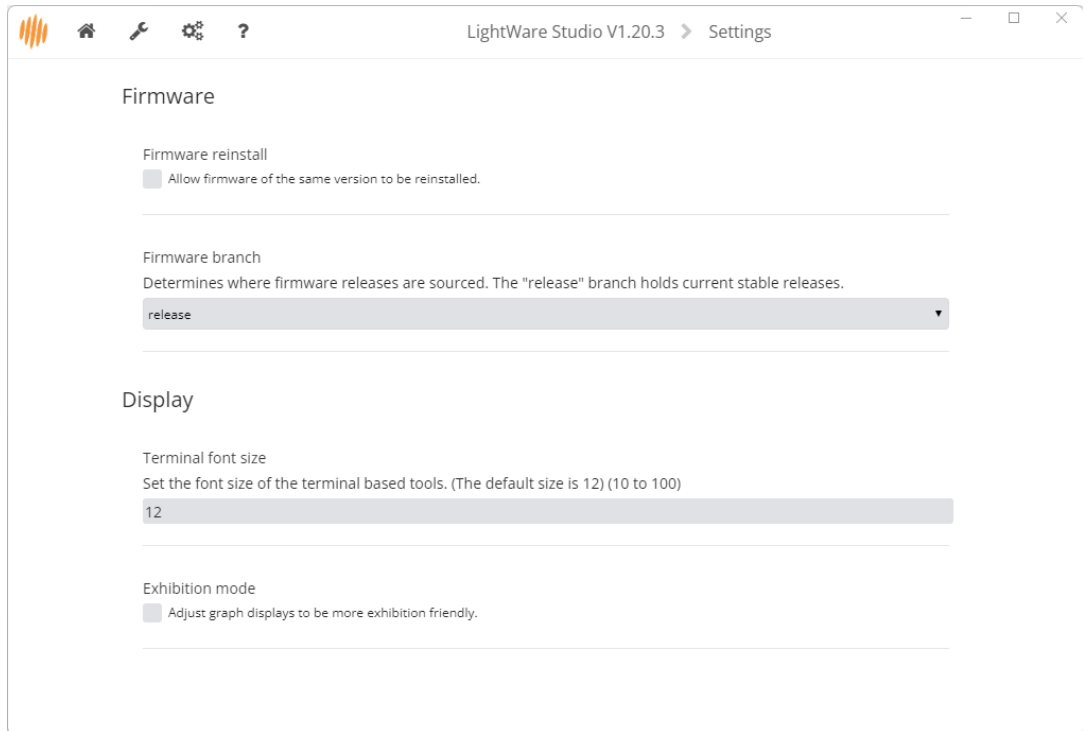 LightWare Studio V1.20.3 > Settings
Firmware
Firmware reinstall
Allow firmware of the same version to be reinstalled.
Firmware branch
Determines where firmware releases are sourced. The "release" branch holds current stable releases.
release
Display
Terminal font size
Set the font size of the terminal based tools. (The default size is 12) (10 to 100)
12
Exhibition mode
Adjust graph displays to be more exhibition friendly.